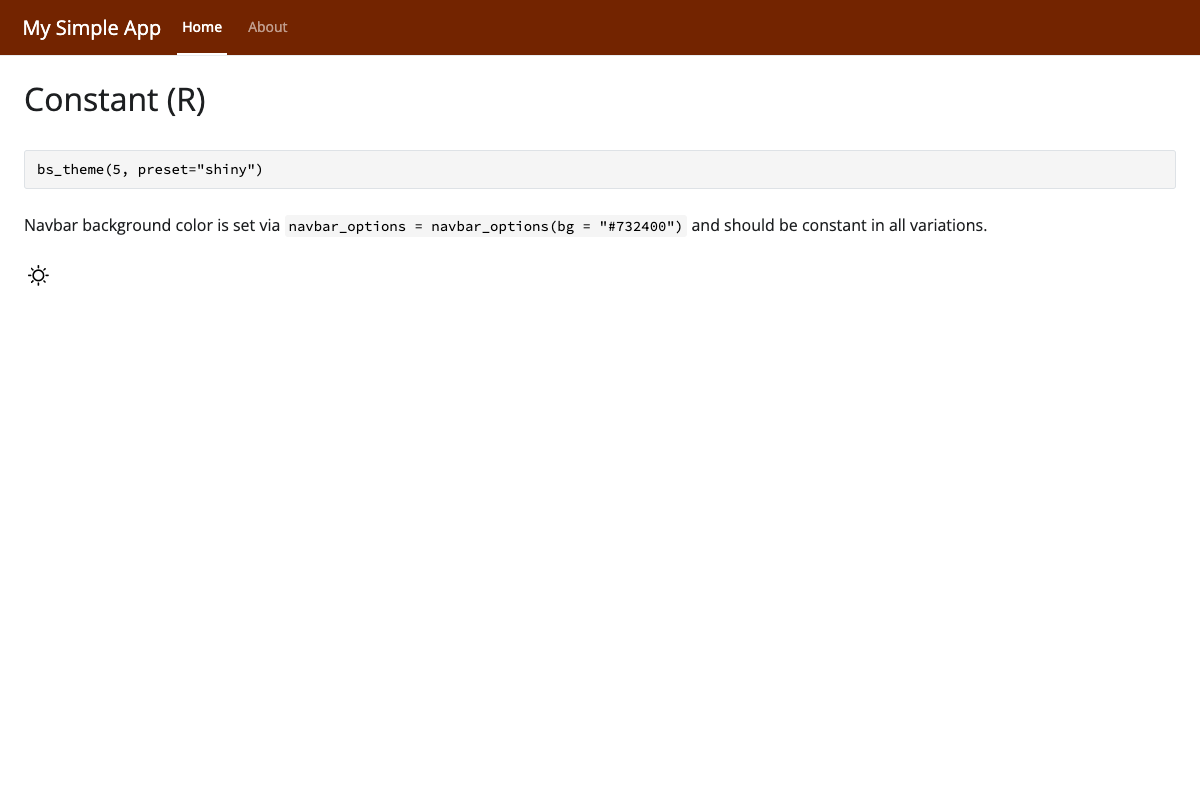 My Simple App Home About
Constant (R)
bs_theme(5, preset="shiny")
Navbar background color is set via navbar_options = navbar_options(bg = "#732400") and should be constant in all variations.